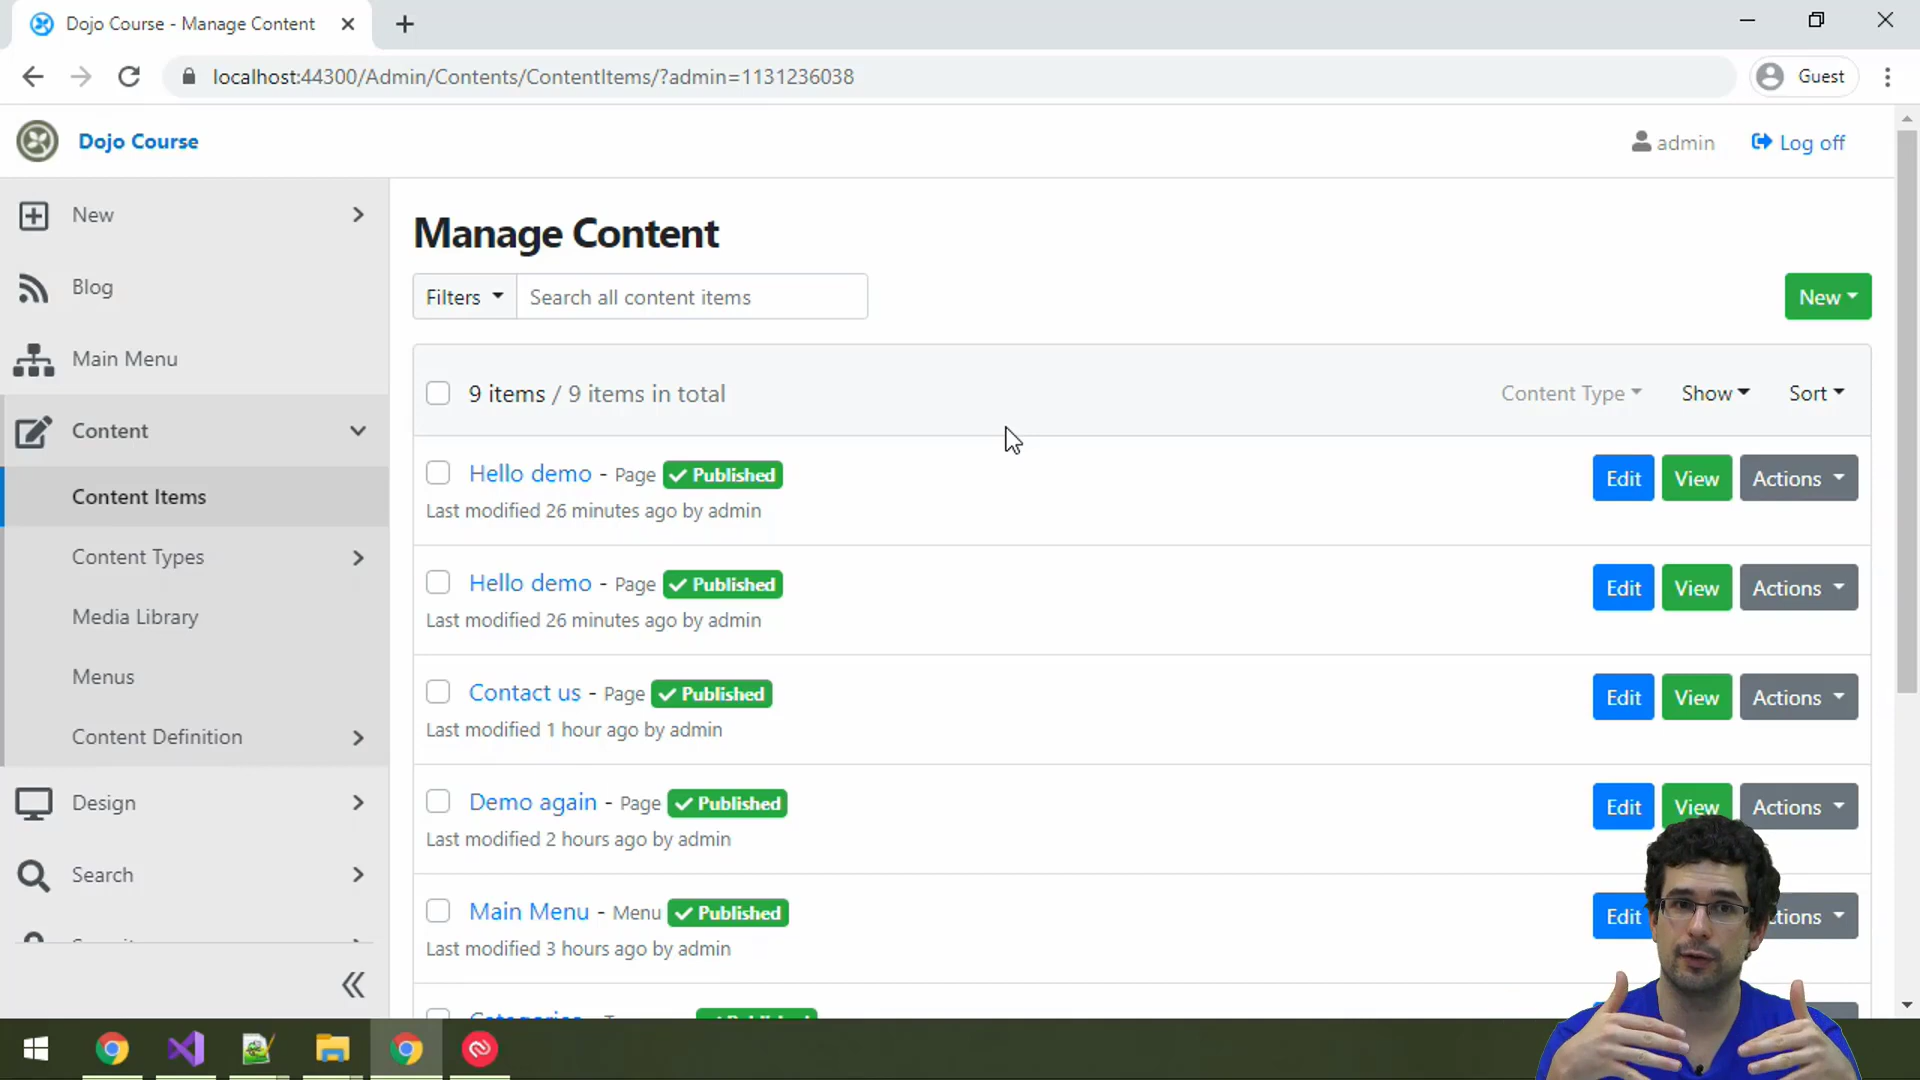 Dojo Course - Manage Content
localhost:44300/Admin/Contents/ContentItems/?admin=1131236038
Guest
Dojo Course
admin
Log off
New
Blog
Main Menu
Content
Content Items
Content Types
Media Library
Menus
Content Definition
Design
Search
Manage Content
Filters
Search all content items
New
9 items / 9 items in total
Content Type
Show
Sort
Hello demo - Page Published
Last modified 26 minutes ago by admin
Edit View Actions
Hello demo - Page Published
Last modified 26 minutes ago by admin
Edit View Actions
Contact us - Page Published
Last modified 1 hour ago by admin
Edit View Actions
Demo again - Page Published
Last modified 2 hours ago by admin
Edit View Actions
Main Menu - Menu Published
Last modified 3 hours ago by admin
Edit